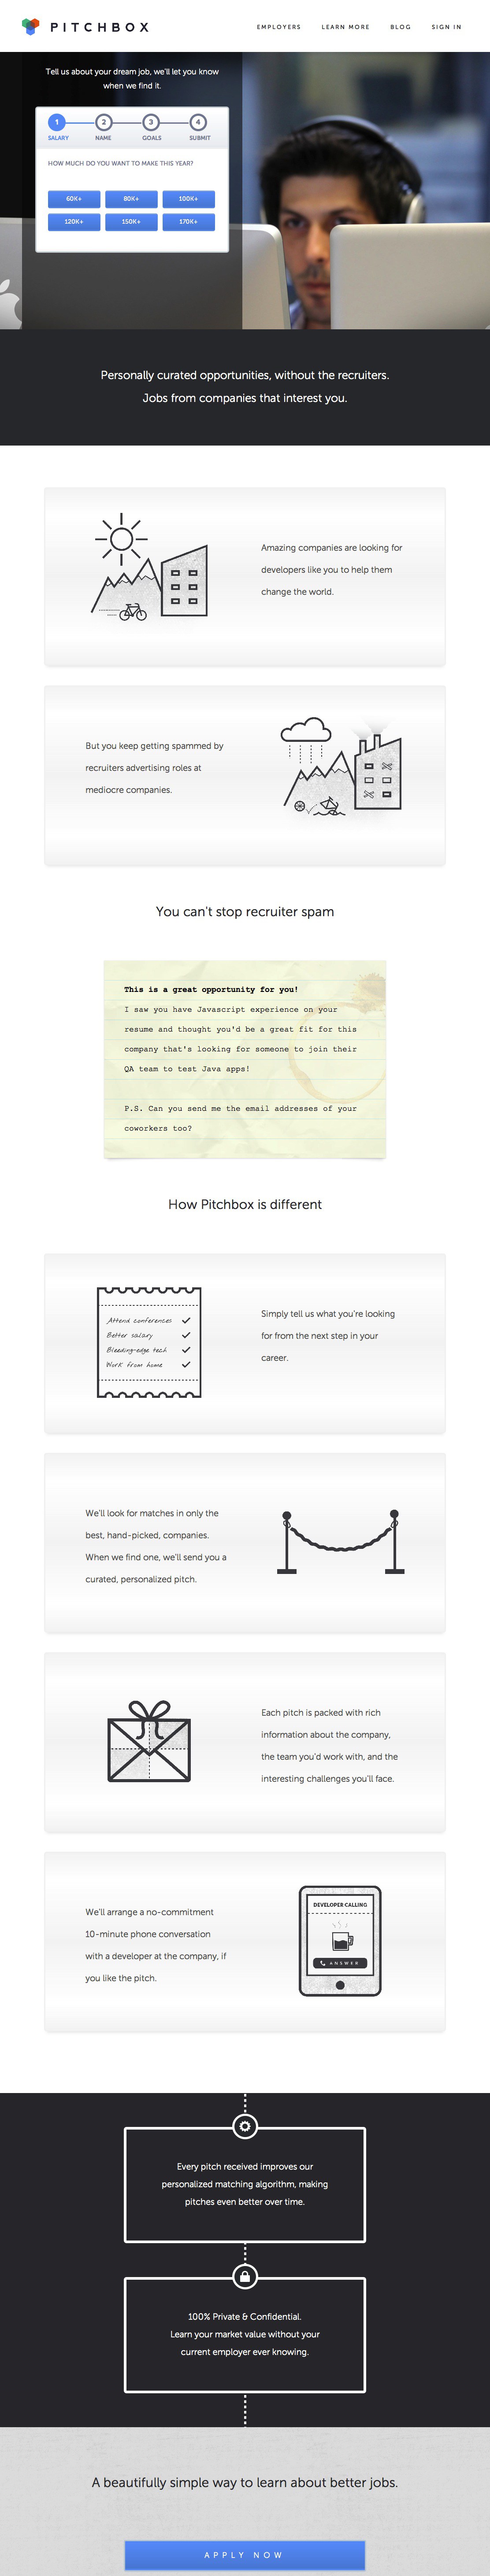 PITCHBOX
EMPLOYERS LEARN MORE BLOG SIGN IN
Tell us about your dream job, we'll let you know
when we find it.
1 2 3 4
SALARY NAME GOALS SUBMIT
HOW MUCH DO YOU WANT TO MAKE THIS YEAR?
60K+ 80K+ 100K+
120K+ 150K+ 170K+
Personally curated opportunities, without the recruiters.
Jobs from companies that interest you.
Amazing companies are looking for
developers like you to help them
change the world.
But you keep getting spammed by
recruiters advertising roles at
mediocre companies.
You can't stop recruiter spam
This is a great opportunity for you!
I saw you have Javascript experience on your
resume and thought you'd be a great fit for this
company that's looking for someone to join their
QA team to test Java apps!
P.S. Can you send me the email addresses of your
coworkers too?
How Pitchbox is different
Attend conferences
Better salary
Bleeding-edge tech
Work from home
Simply tell us what you're looking
for from the next step in your
career.
We'll look for matches in only the
best, hand-picked, companies.
When we find one, we'll send you a
curated, personalized pitch.
Each pitch is packed with rich
information about the company,
the team you'd work with, and the
interesting challenges you'll face.
We'll arrange a no-commitment
10-minute phone conversation
with a developer at the company, if
you like the pitch.
DEVELOPER CALLING
ANSWER
Every pitch received improves our
personalized matching algorithm, making
pitches even better over time.
100% Private & Confidential.
Learn your market value without your
current employer ever knowing.
A beautifully simple way to learn about better jobs.
APPLY NOW